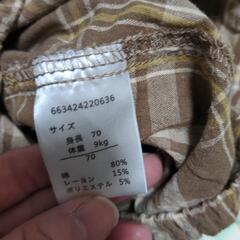 663424220636
サイズ
身長 70
体重 9kg
70
綿 80%
レーヨン 15%
ポリエステル 5%